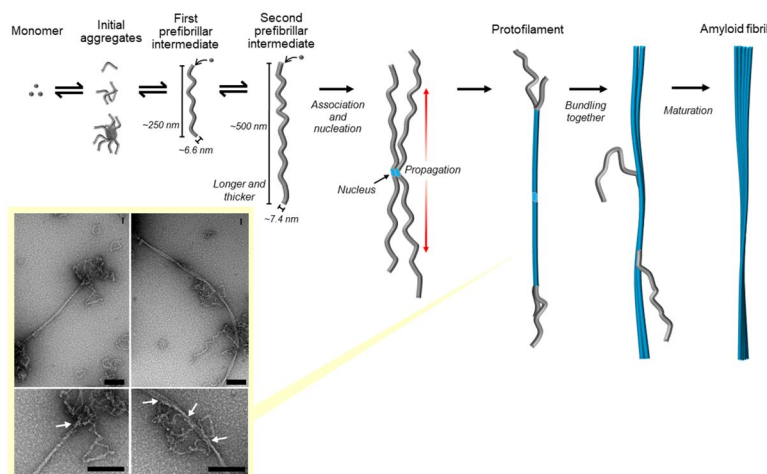 Monomer
Initial
aggregates
First
prefibrillar
intermediate
Second
prefibrillar
intermediate
Protofilament
Amyloid fibril
~250 nm
~6.6 nm
~500 nm
Longer and
thicker
~7.4 nm
Association
and
nucleation
Nucleus
Propagation
Bundling
together
Maturation